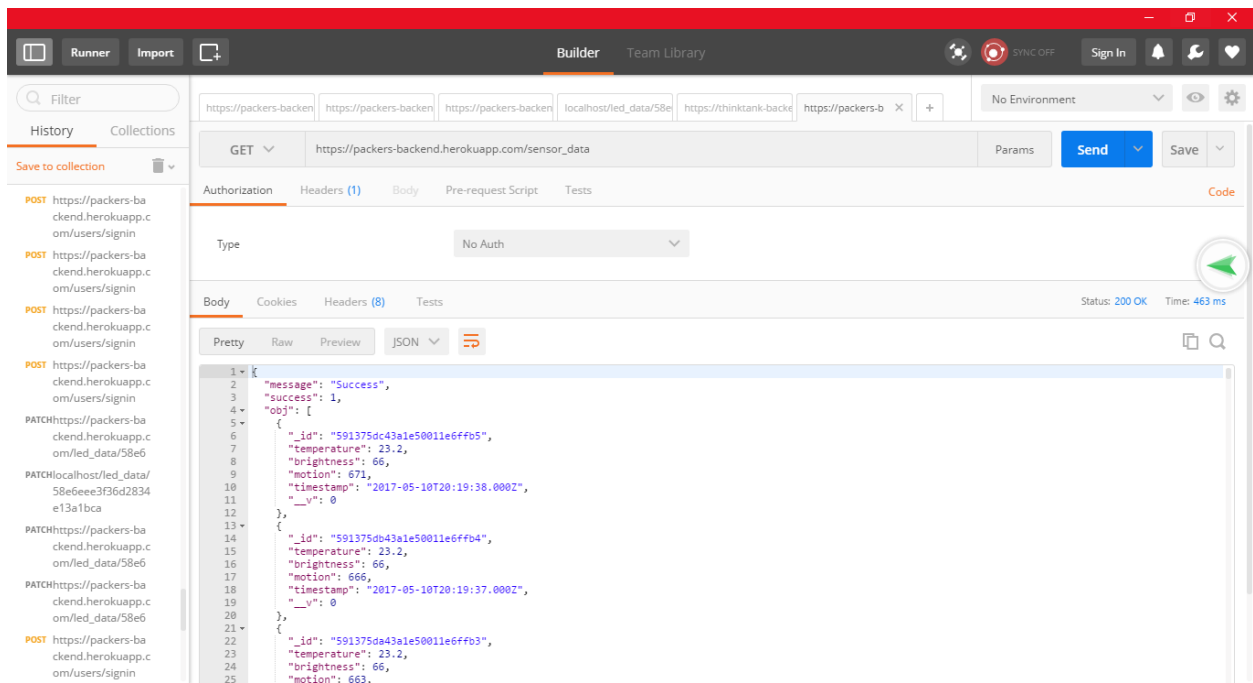 Runner Import Builder Team Library SYNC OFF Sign In
Filter
History Collections
Save to collection
POST https://packers-ba
ckend.herokuapp.c
om/users/signin
POST https://packers-ba
ckend.herokuapp.c
om/users/signin
POST https://packers-ba
ckend.herokuapp.c
om/users/signin
POST https://packers-ba
ckend.herokuapp.c
om/users/signin
PATCH https://packers-ba
ckend.herokuapp.c
om/led_data/58e6
PATCH localhost/led_data/
58e6eee3f36d2834
e13a1bca
PATCH https://packers-ba
ckend.herokuapp.c
om/led_data/58e6
PATCH https://packers-ba
ckend.herokuapp.c
om/led_data/58e6
POST https://packers-ba
ckend.herokuapp.c
om/users/signin
https://packers-backen https://packers-backen https://packers-backen localhost/led_data/58e https://thinktank-backe https://packers-b × + No Environment
GET https://packers-backend.herokuapp.com/sensor_data Params Send Save
Authorization Headers (1) Body Pre-request Script Tests Code
Type No Auth
Body Cookies Headers (8) Tests Status: 200 OK Time: 463 ms
Pretty Raw Preview JSON
1 {
2 "message": "Success",
3 "success": 1,
4 "obj": [
5 {
6 "_id": "591375dc43a1e50011e6ffb5",
7 "temperature": 23.2,
8 "brightness": 66,
9 "motion": 671,
10 "timestamp": "2017-05-10T20:19:38.000Z",
11 "__v": 0
12 },
13 {
14 "_id": "591375db43a1e50011e6ffb4",
15 "temperature": 23.2,
16 "brightness": 66,
17 "motion": 666,
18 "timestamp": "2017-05-10T20:19:37.000Z",
19 "__v": 0
20 },
21 {
22 "_id": "591375da43a1e50011e6ffb3",
23 "temperature": 23.2,
24 "brightness": 66,
25 "motion": 663,